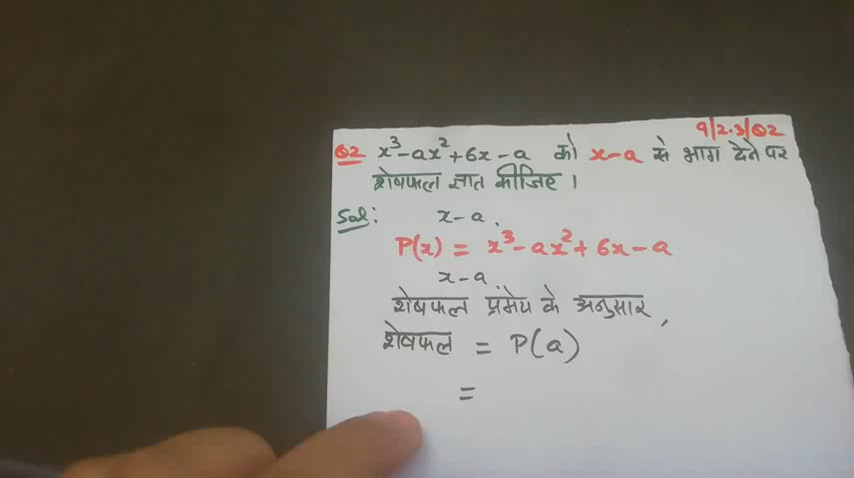 9/2.3/Q2
Q2 x³-ax²+6x-a को x-a से भाग देने पर
शेषफल ज्ञात कीजिए ।
Sol: x-a.
P(x) = x³-ax²+6x-a
x-a.
शेषफल प्रमेय के अनुसार,
शेषफल = P(a)
=